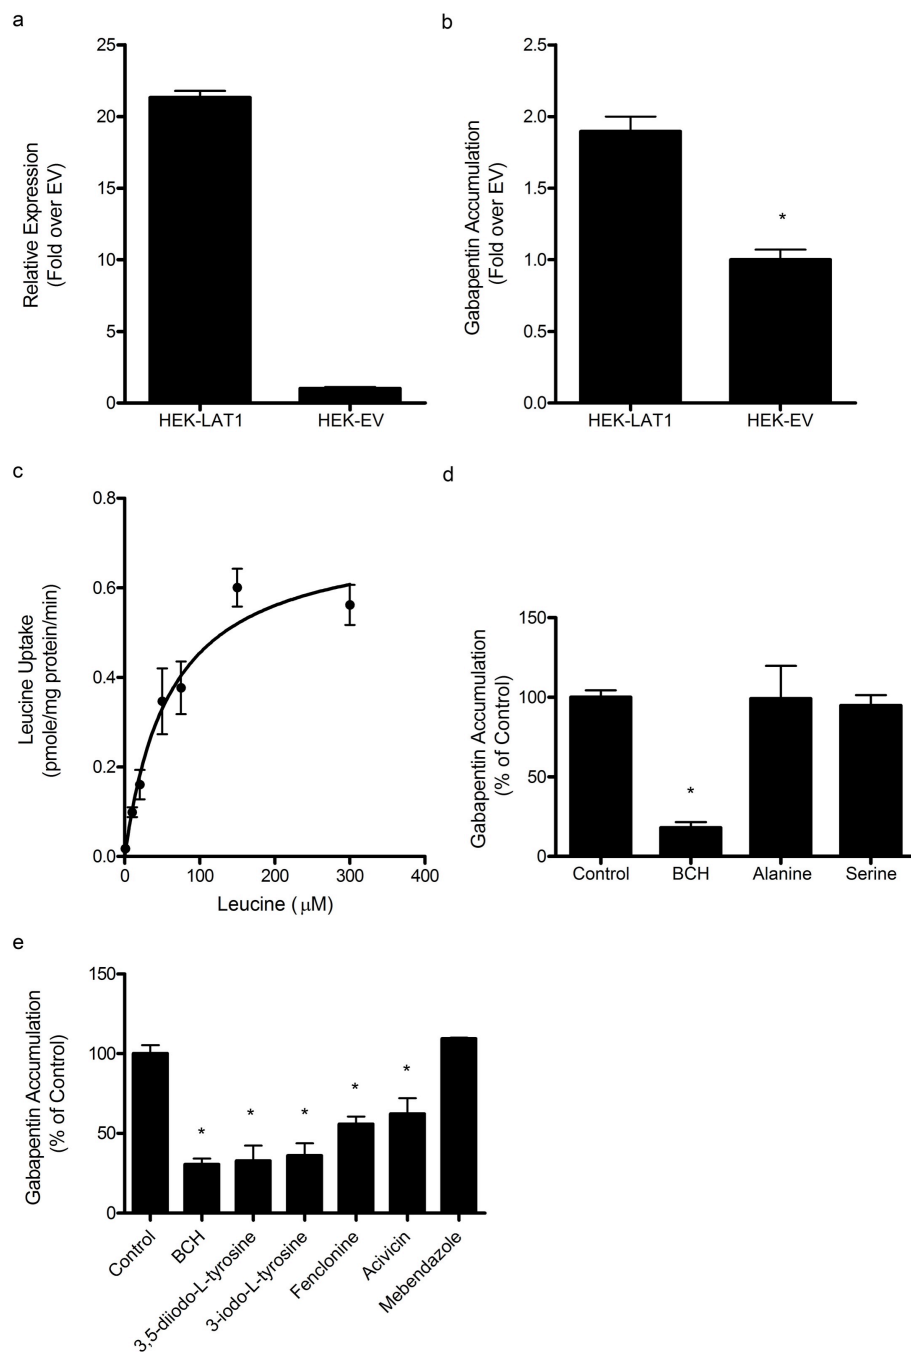 a
25
20
15
10
5
0
Relative Expression
(Fold over EV)
HEK-LAT1
HEK-EV
b
2.5
2.0
1.5
1.0
0.5
0.0
Gabapentin Accumulation
(Fold over EV)
*
HEK-LAT1
HEK-EV
c
0.8
0.6
0.4
0.2
0.0
Leucine Uptake
(pmole/mg protein/min)
0
100
200
300
400
Leucine ( μM)
d
150
100
50
0
Gabapentin Accumulation
(% of Control)
*
Control
BCH
Alanine
Serine
e
150
100
50
0
Gabapentin Accumulation
(% of Control)
*
*
*
*
*
Control
BCH
3,5-diiodo-L-tyrosine
3-iodo-L-tyrosine
Fenclonine
Acivicin
Mebendazole